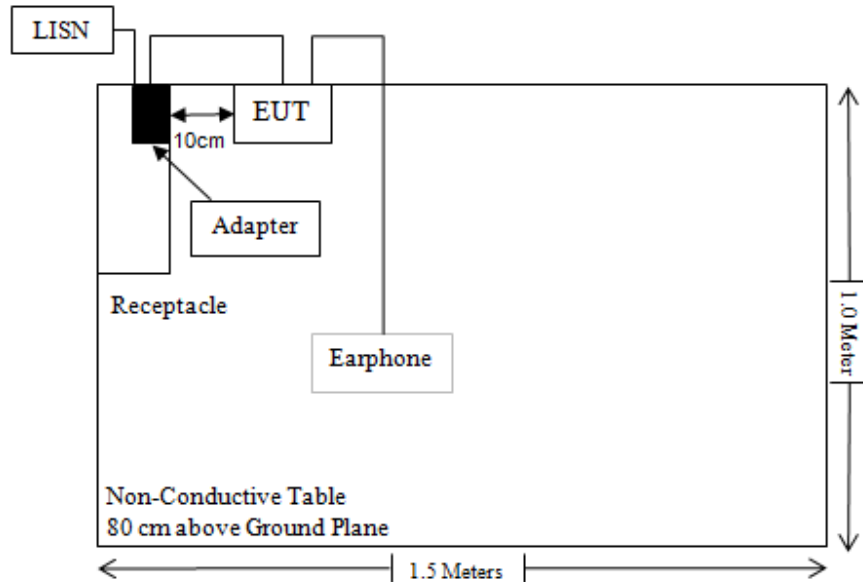 LISN
EUT
10cm
Adapter
Receptacle
1.0 Meter
Earphone
Non-Conductive Table
80 cm above Ground Plane
1.5 Meters